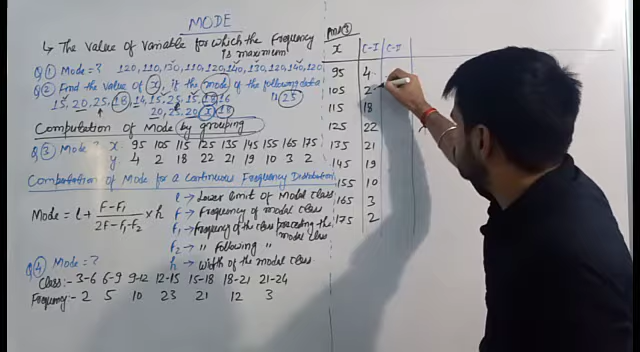 MODE
↳ The value of variable for which the Frequency is maximum
Q① Mode = ? 120, 110, 130, 110, 120, 140, 130, 120, 140, 120
Q② Find the value of x, if the mode of the following data is 25
15, 20, 25, 18, 14, 15, 25, 15, 18, 16
20, 25, 20, x, 18
Computation of Mode by grouping
Q③ Mode ? x - 95 105 115 125 135 145 155 165 175
y - 4 2 18 22 21 19 10 3 2
Computation of Mode for a Continuous Frequency Distribution
Mode = l + F-F₁ / 2F-F₁-F₂ × h
l → Lower limit of Modal class
F → Frequency of modal class
F₁ → Frequency of class preceding the modal class
F₂ → " following "
h → width of the modal class
Q④ Mode = ?
Class:- 3-6 6-9 9-12 12-15 15-18 18-21 21-24
Frequency:- 2 5 10 23 21 12 3
Ans③
x C-I C-II
95 4
105 2
115 18
125 22
175 21
145 19
155 10
165 3
175 2